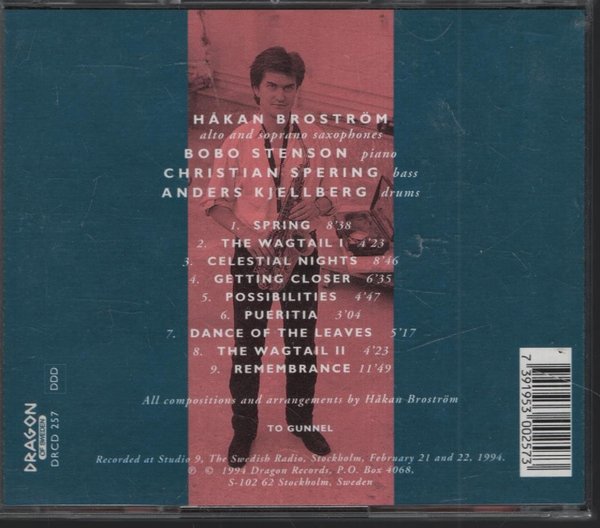 HÅKAN BROSTRÖM
alto and soprano saxophones
BOBO STENSON piano
CHRISTIAN SPERING bass
ANDERS KJELLBERG drums
1. SPRING 8'38
2. THE WAGTAIL I 4'23
3. CELESTIAL NIGHTS 8'46
4. GETTING CLOSER 6'35
5. POSSIBILITIES 4'47
6. PUERITIA 3'04
7. DANCE OF THE LEAVES 5'17
8. THE WAGTAIL II 4'23
9. REMEMBRANCE 11'49
All compositions and arrangements by Håkan Broström
TO GUNNEL
Recorded at Studio 9, The Swedish Radio, Stockholm, February 21 and 22, 1994.
℗ © 1994 Dragon Records, P.O. Box 4068,
S-102 62 Stockholm, Sweden
DRAGON
OF SWEDEN
DRCD 257
DDD
7 391953 002573